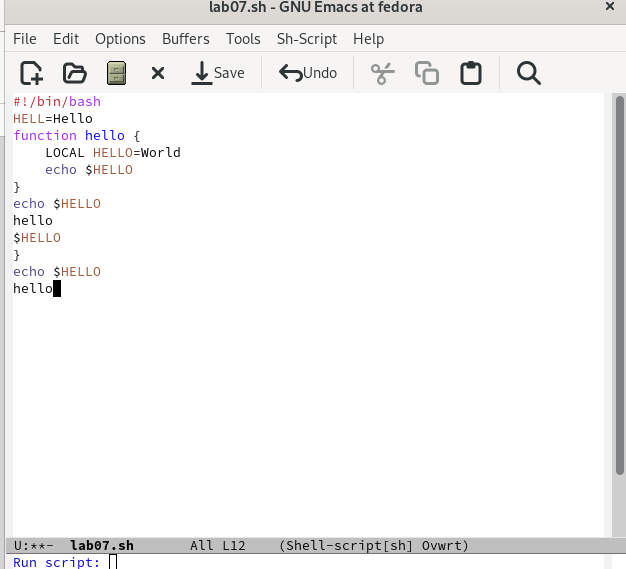 lab07.sh - GNU Emacs at fedora
File Edit Options Buffers Tools Sh-Script Help
Save Undo
#!/bin/bash
HELL=Hello
function hello {
    LOCAL HELLO=World
    echo $HELLO
}
echo $HELLO
hello
$HELLO
}
echo $HELLO
hello
U:**- lab07.sh All L12 (Shell-script[sh] Ovwrt)
Run script: